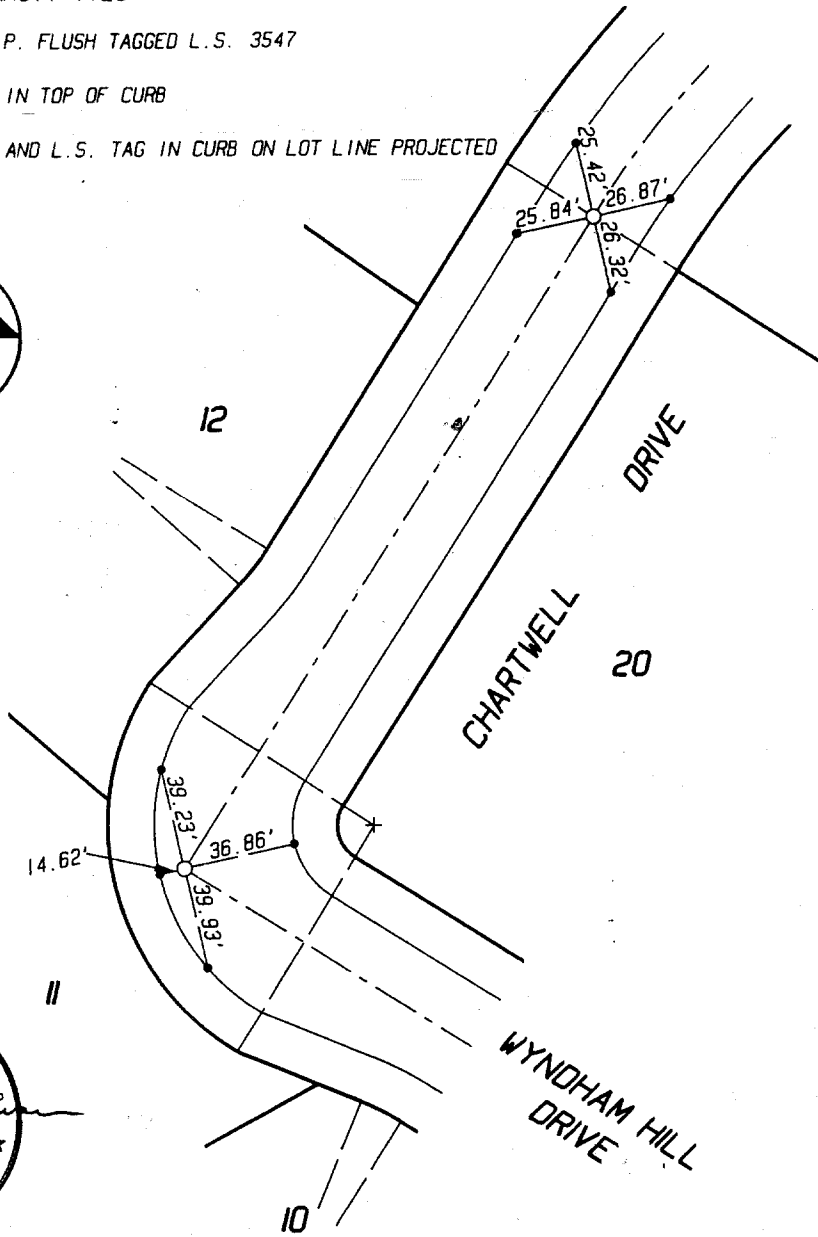 P. FLUSH TAGGED L.S. 3547
IN TOP OF CURB
AND L.S. TAG IN CURB ON LOT LINE PROJECTED
25.42'
26.87'
25.84'
26.32'
12
DRIVE
CHARTWELL
20
39.23'
36.86'
14.62'
39.93'
11
WYNDHAM HILL
DRIVE
10